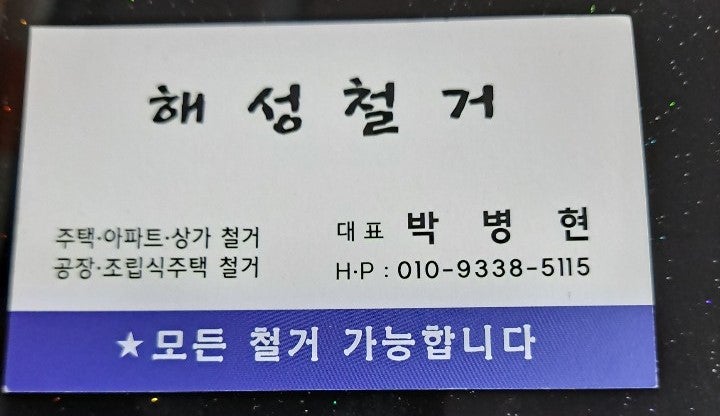 해성철거
주택·아파트·상가 철거
공장·조립식주택 철거
대표 박병현
H·P : 010-9338-5115
★모든 철거 가능합니다